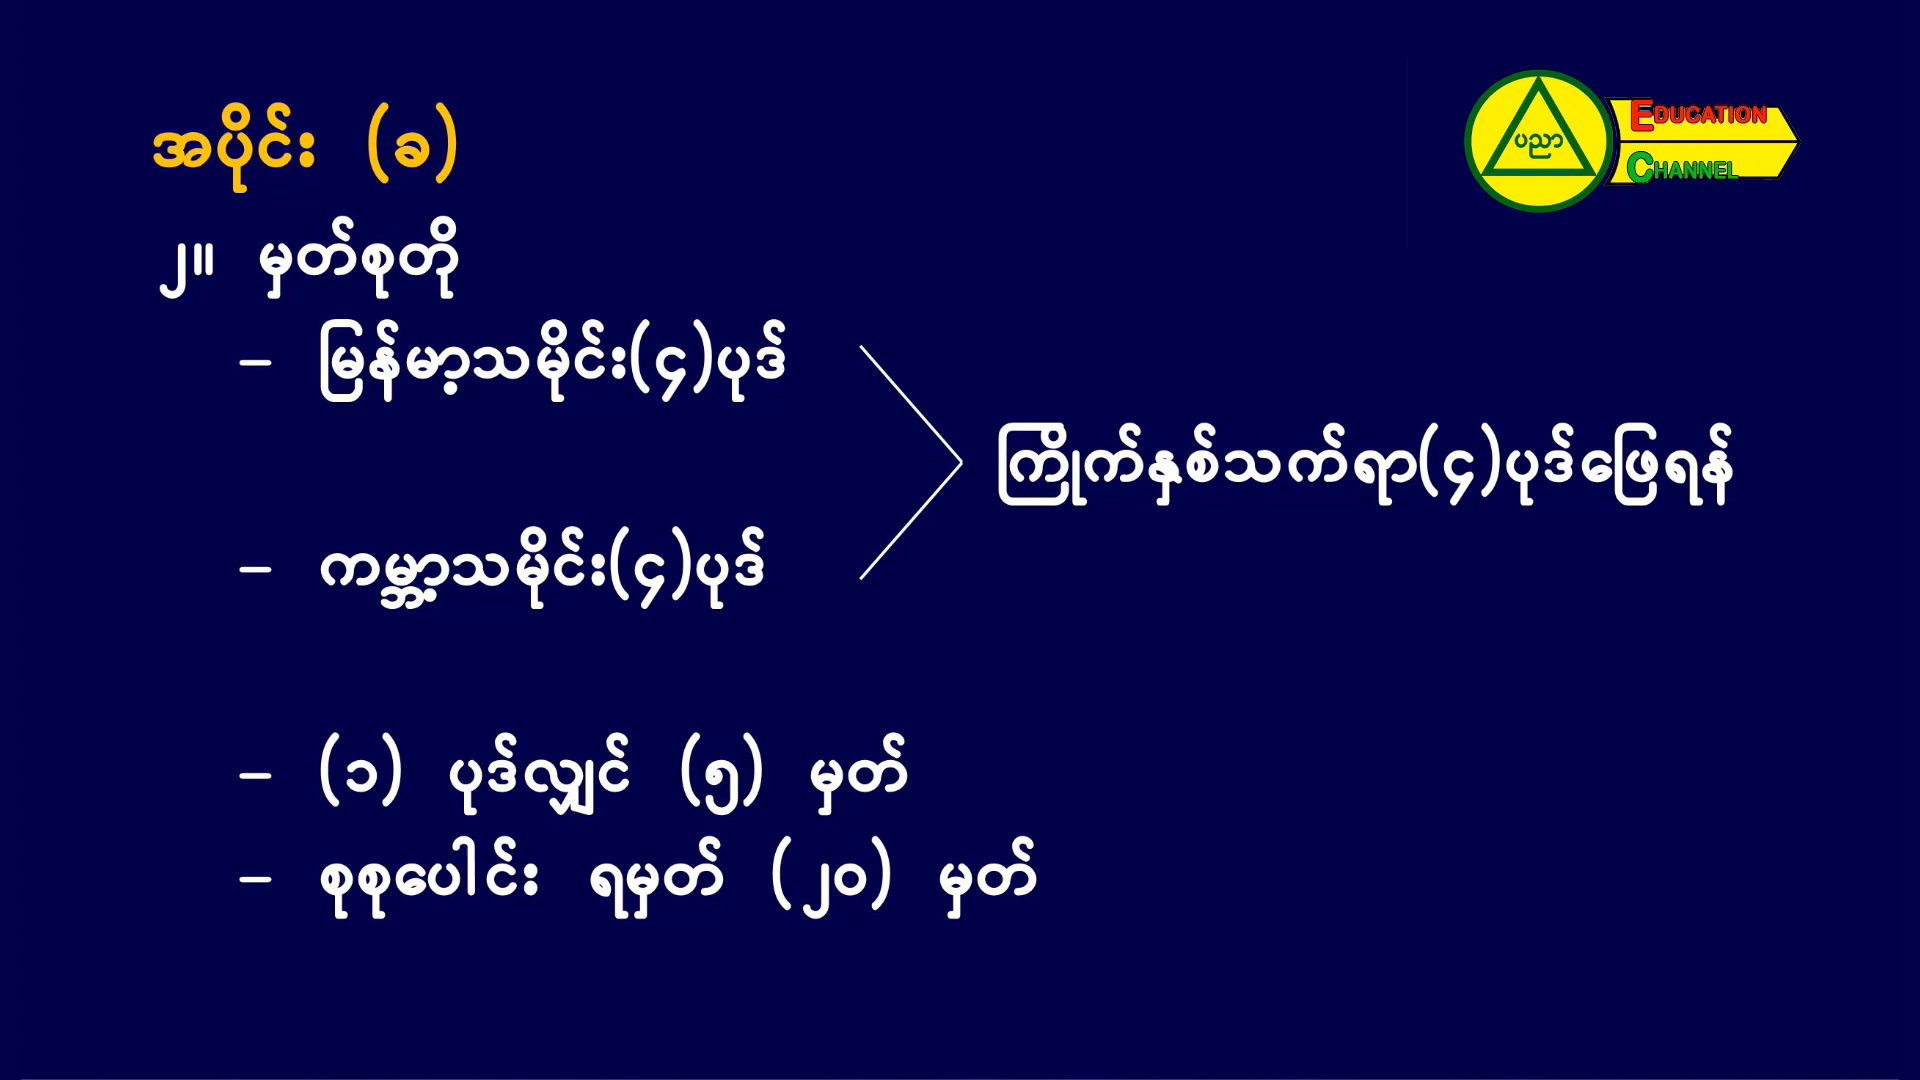 အပိုင်း (ခ)
ပညာ
EDUCATION
CHANNEL
၂။ မှတ်စုတို
– မြန်မာ့သမိုင်း(၄)ပုဒ်
ကြိုက်နှစ်သက်ရာ(၄)ပုဒ်ဖြေရန်
– ကမ္ဘာ့သမိုင်း(၄)ပုဒ်
– (၁) ပုဒ်လျှင် (၅) မှတ်
– စုစုပေါင်း ရမှတ် (၂၀) မှတ်